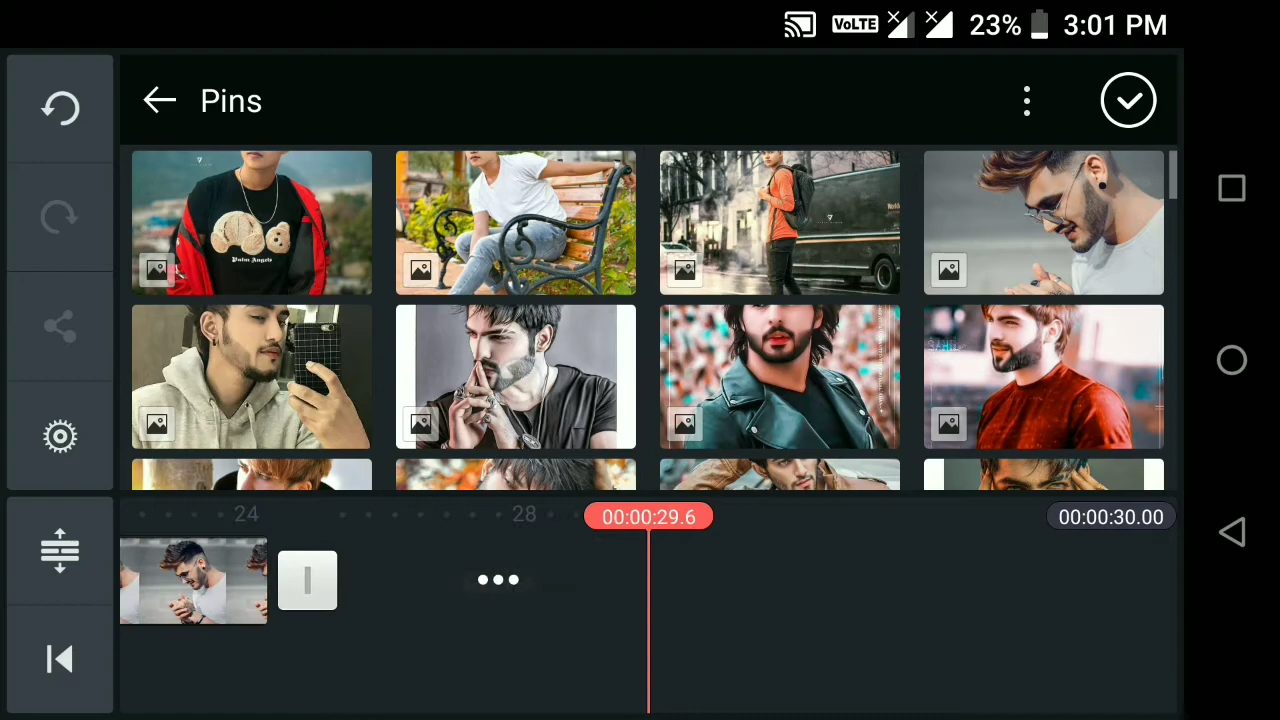 VoLTE 23% 3:01 PM
Pins
Palm Angels
24
28
00:00:29.6
00:00:30.00